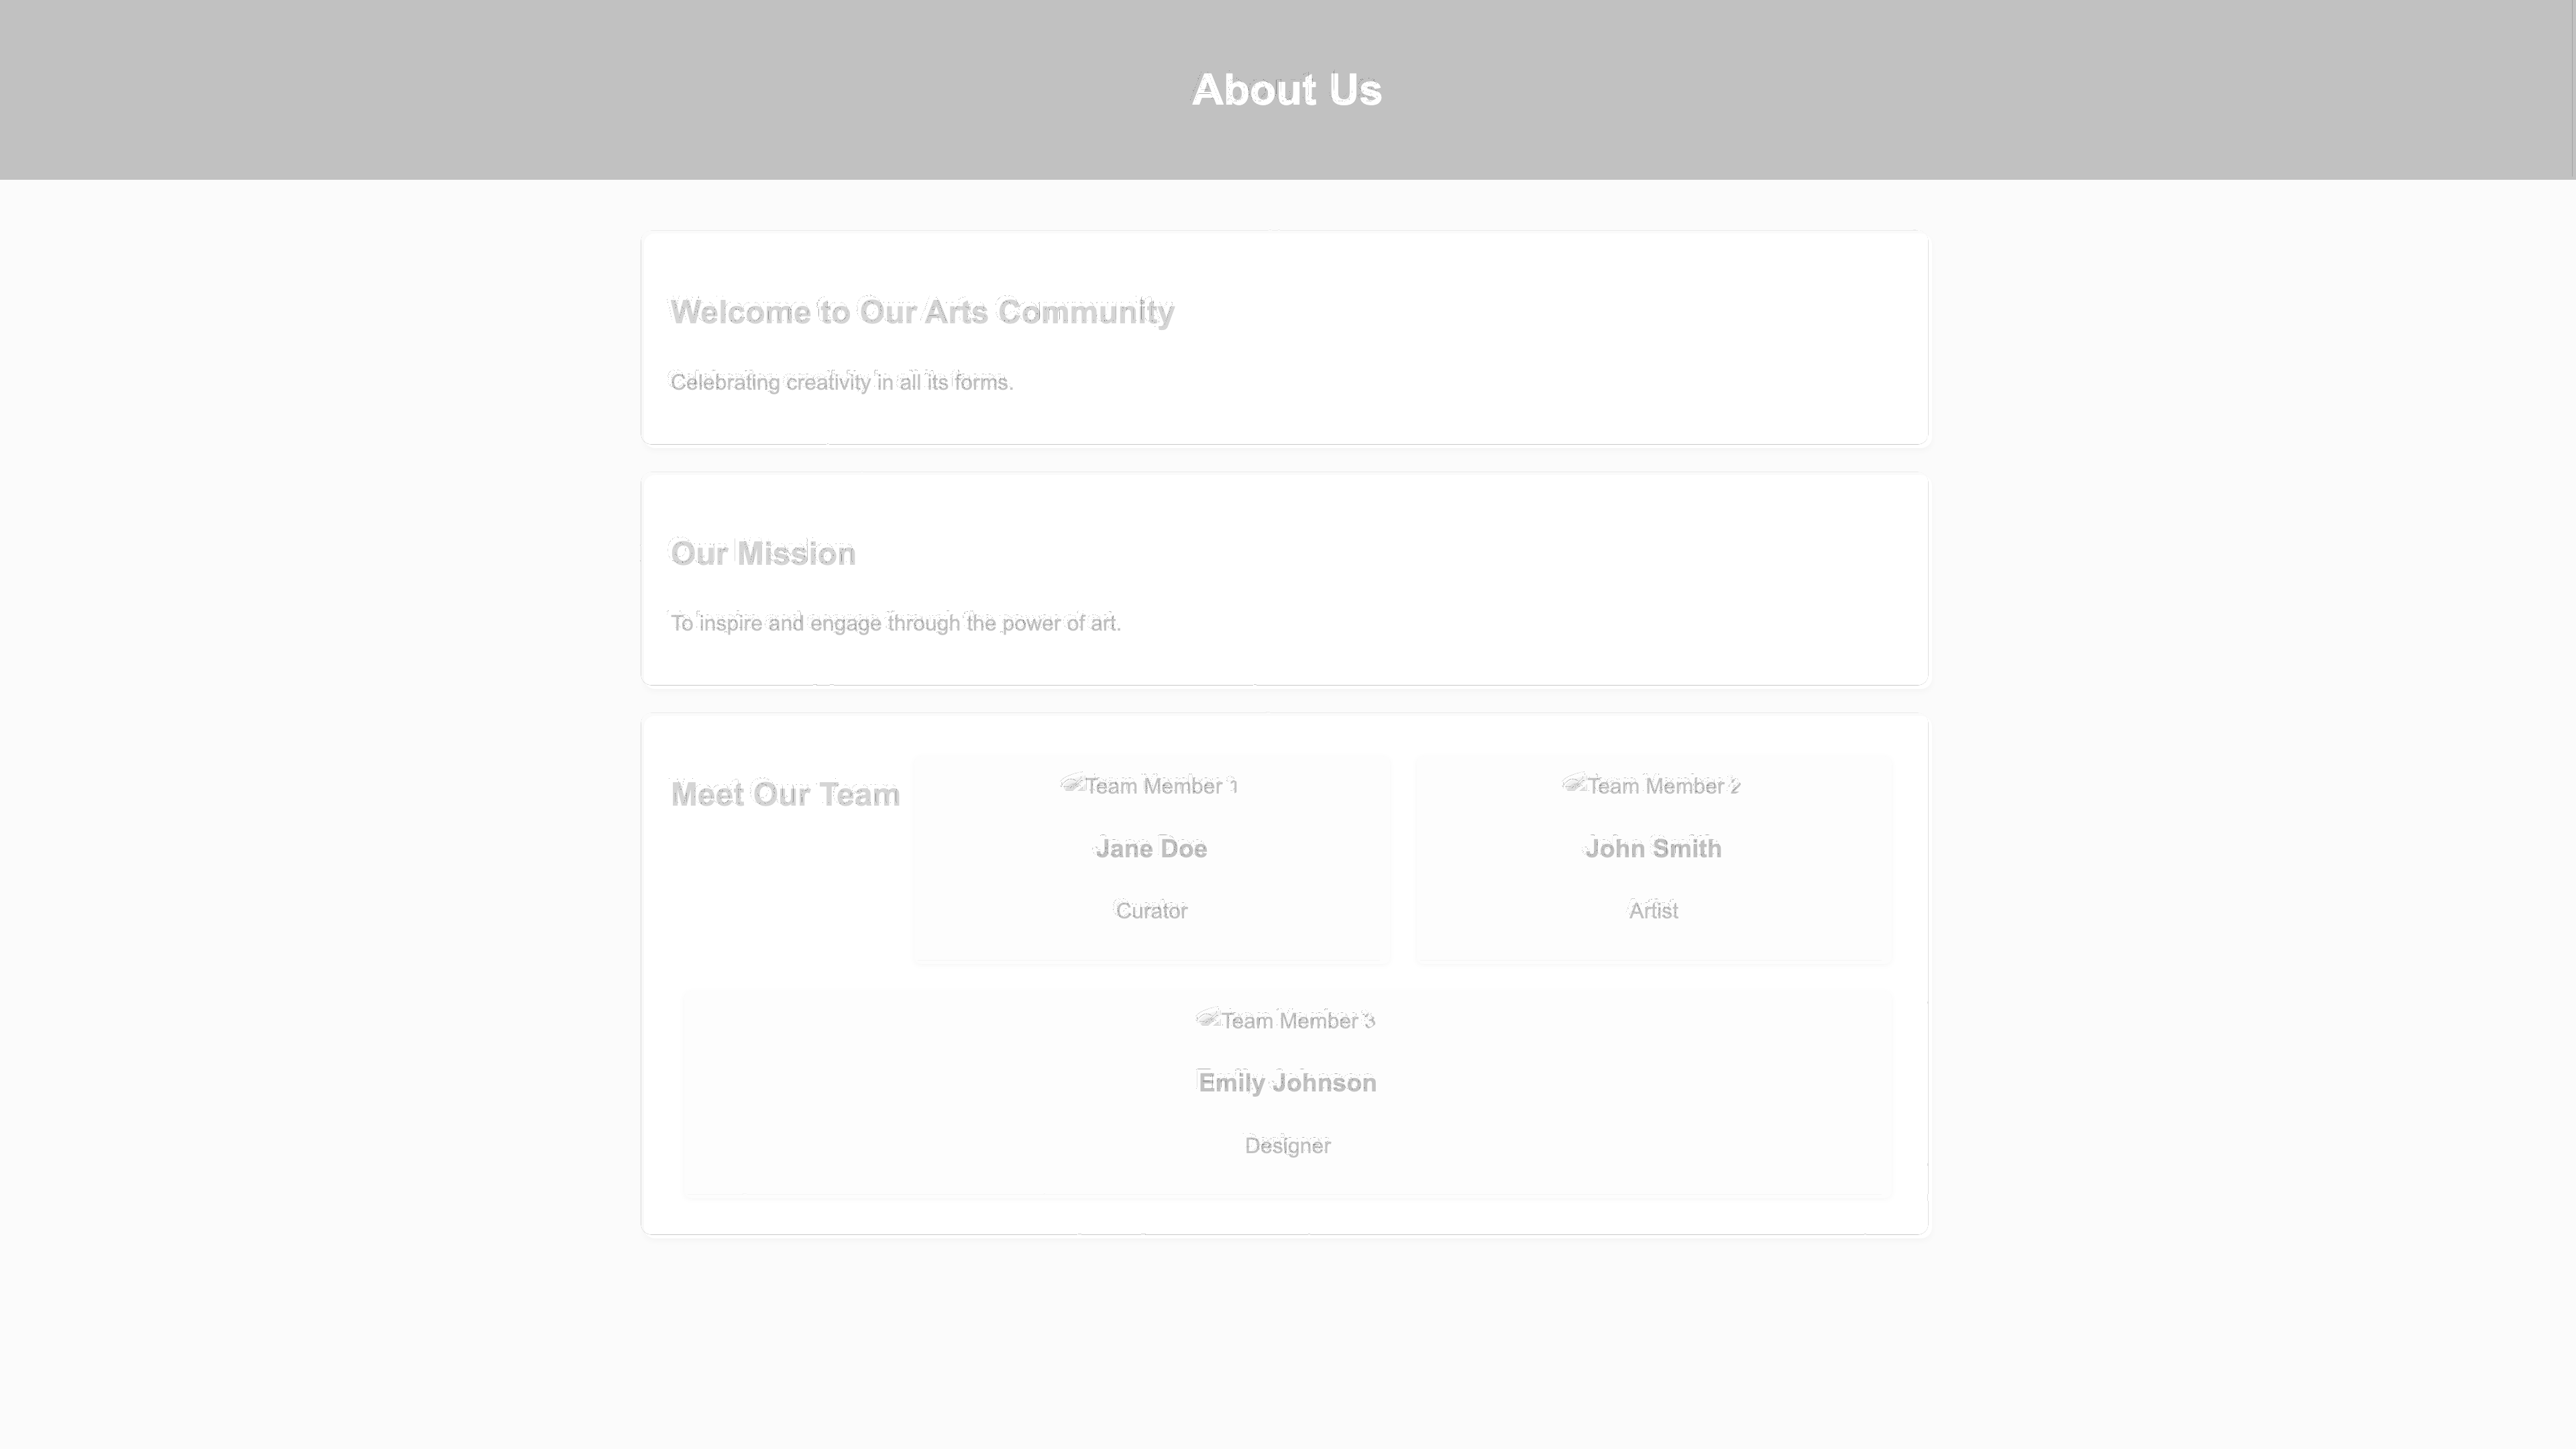 About Us
Welcome to Our Arts Community
Celebrating creativity in all its forms.
Our Mission
To inspire and engage through the power of art.
Meet Our Team
Team Member 1
Jane Doe
Curator
Team Member 2
John Smith
Artist
Team Member 3
Emily Johnson
Designer